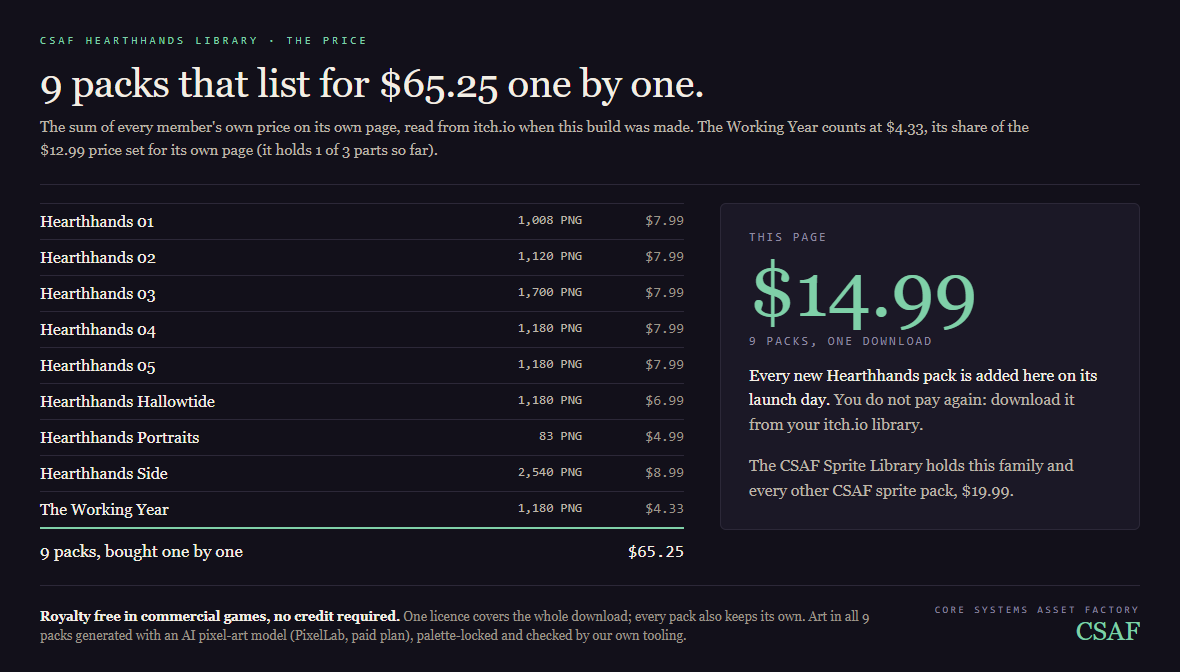 CSAF HEARTHHANDS LIBRARY · THE PRICE
9 packs that list for $65.25 one by one.
The sum of every member's own price on its own page, read from itch.io when this build was made. The Working Year counts at $4.33, its share of the
$12.99 price set for its own page (it holds 1 of 3 parts so far).
Hearthhands 01 1,008 PNG $7.99
Hearthhands 02 1,120 PNG $7.99
Hearthhands 03 1,700 PNG $7.99
Hearthhands 04 1,180 PNG $7.99
Hearthhands 05 1,180 PNG $7.99
Hearthhands Hallowtide 1,180 PNG $6.99
Hearthhands Portraits 83 PNG $4.99
Hearthhands Side 2,540 PNG $8.99
The Working Year 1,180 PNG $4.33
9 packs, bought one by one $65.25
THIS PAGE
$14.99
9 PACKS, ONE DOWNLOAD
Every new Hearthhands pack is added here on its
launch day. You do not pay again: download it
from your itch.io library.
The CSAF Sprite Library holds this family and
every other CSAF sprite pack, $19.99.
Royalty free in commercial games, no credit required. One licence covers the whole download; every pack also keeps its own. Art in all 9
packs generated with an AI pixel-art model (PixelLab, paid plan), palette-locked and checked by our own tooling.
CORE SYSTEMS ASSET FACTORY
CSAF